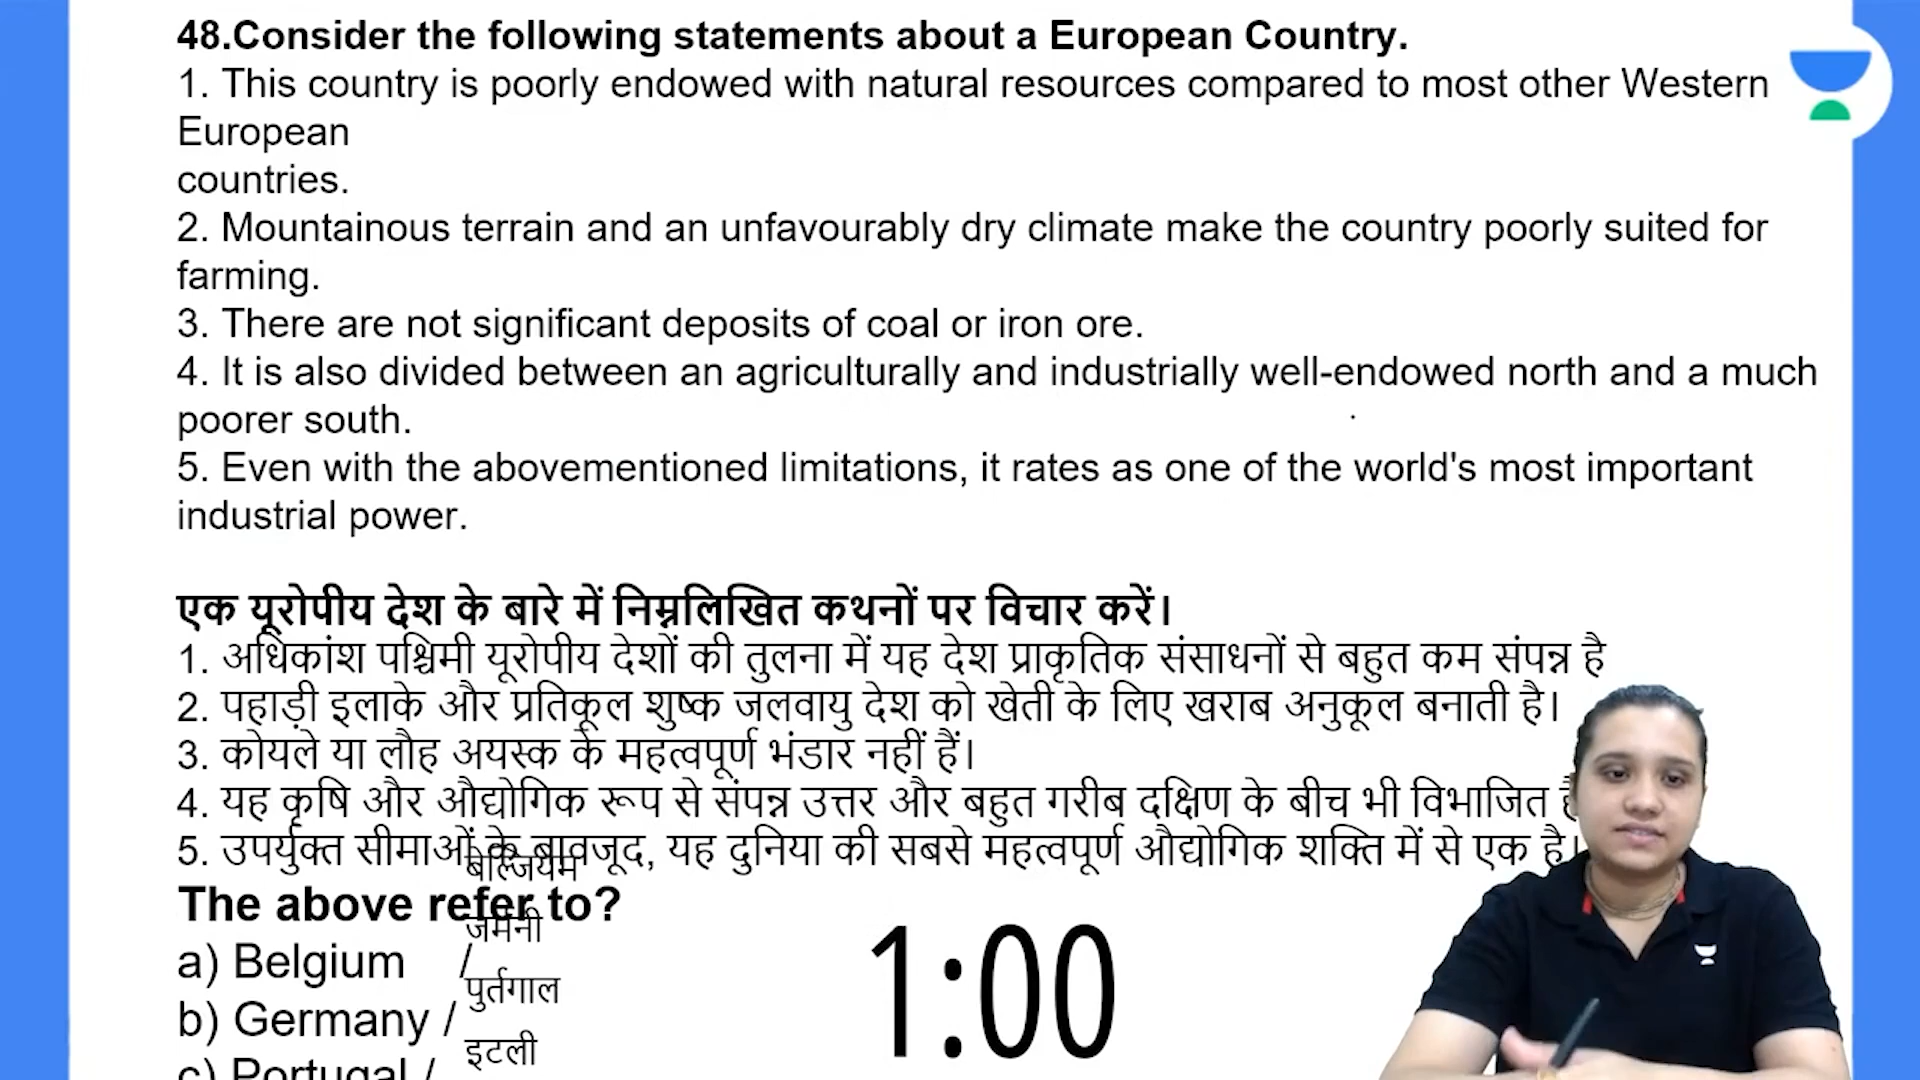 48.Consider the following statements about a European Country.
1. This country is poorly endowed with natural resources compared to most other Western
European
countries.
2. Mountainous terrain and an unfavourably dry climate make the country poorly suited for
farming.
3. There are not significant deposits of coal or iron ore.
4. It is also divided between an agriculturally and industrially well-endowed north and a much
poorer south.
5. Even with the abovementioned limitations, it rates as one of the world's most important
industrial power.
एक यूरोपीय देश के बारे में निम्नलिखित कथनों पर विचार करें।
1. अधिकांश पश्चिमी यूरोपीय देशों की तुलना में यह देश प्राकृतिक संसाधनों से बहुत कम संपन्न है
2. पहाड़ी इलाके और प्रतिकूल शुष्क जलवायु देश को खेती के लिए खराब अनुकूल बनाती है।
3. कोयले या लौह अयस्क के महत्वपूर्ण भंडार नहीं हैं।
4. यह कृषि और औद्योगिक रूप से संपन्न उत्तर और बहुत गरीब दक्षिण के बीच भी विभाजित है
5. उपर्युक्त सीमाओं के बावजूद, यह दुनिया की सबसे महत्वपूर्ण औद्योगिक शक्ति में से एक है।
बेल्जियम
The above refer to?
जर्मनी
a) Belgium /
पुर्तगाल
b) Germany /
इटली
c) Portugal /
1:00